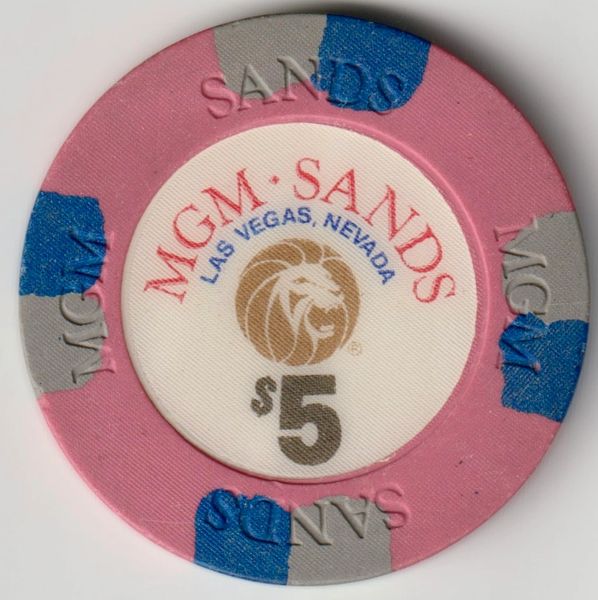 SANDS
MGM
MGM
SANDS
MGM · SANDS
LAS VEGAS, NEVADA
®
$5